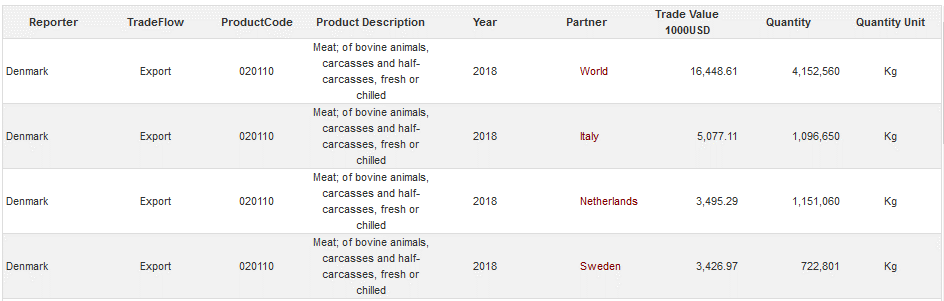 Reporter TradeFlow ProductCode Product Description Year Partner Trade Value 1000USD Quantity Quantity Unit
Meat; of bovine animals,
carcasses and half-
Denmark Export 020110 carcasses, fresh or 2018 World 16,448.61 4,152,560 Kg
chilled
Meat; of bovine animals,
carcasses and half-
Denmark Export 020110 carcasses, fresh or 2018 Italy 5,077.11 1,096,650 Kg
chilled
Meat; of bovine animals,
carcasses and half-
Denmark Export 020110 carcasses, fresh or 2018 Netherlands 3,495.29 1,151,060 Kg
chilled
Meat; of bovine animals,
carcasses and half-
Denmark Export 020110 carcasses, fresh or 2018 Sweden 3,426.97 722,801 Kg
chilled